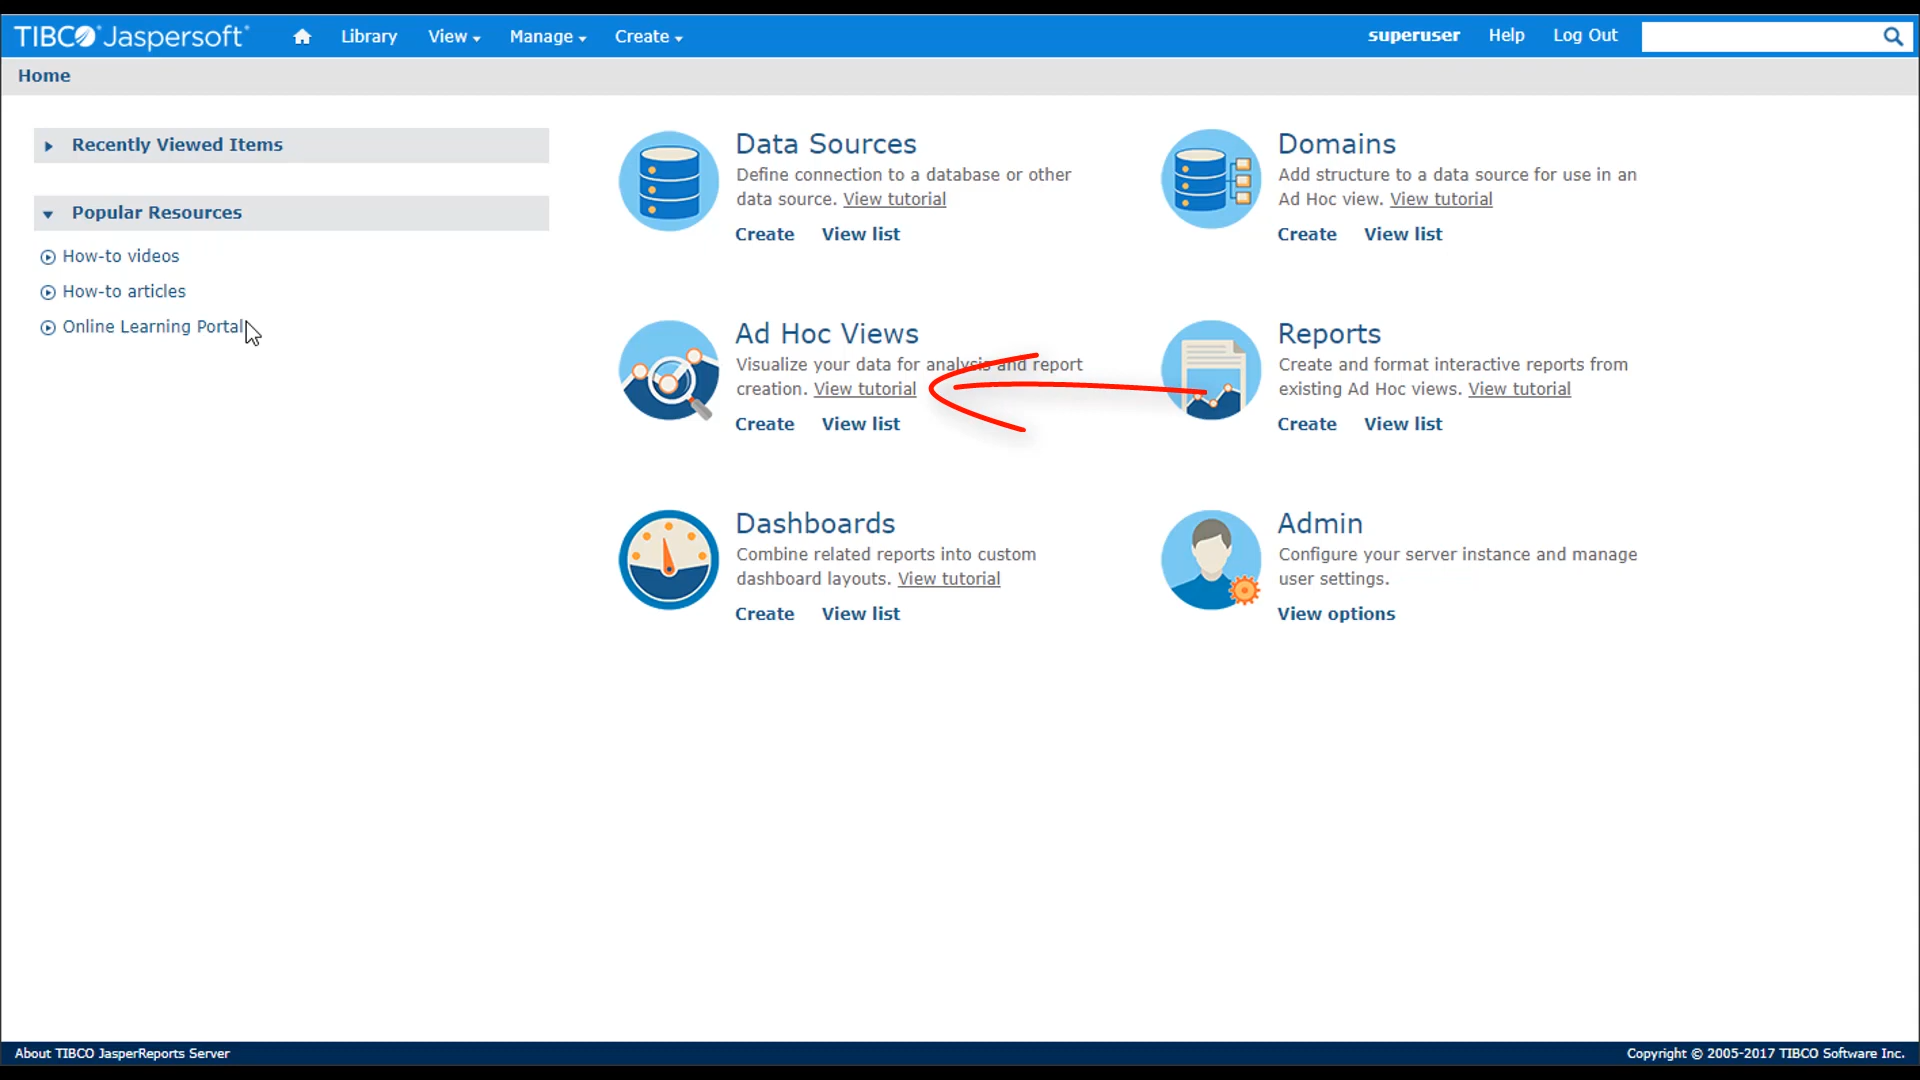 TIBCO Jaspersoft® Library View Manage Create superuser Help Log Out
Home
Recently Viewed Items
Popular Resources
How-to videos
How-to articles
Online Learning Portal
Data Sources
Define connection to a database or other
data source. View tutorial
Create View list
Domains
Add structure to a data source for use in an
Ad Hoc view. View tutorial
Create View list
Ad Hoc Views
Visualize your data for analysis and report
creation. View tutorial
Create View list
Reports
Create and format interactive reports from
existing Ad Hoc views. View tutorial
Create View list
Dashboards
Combine related reports into custom
dashboard layouts. View tutorial
Create View list
Admin
Configure your server instance and manage
user settings.
View options
About TIBCO JasperReports Server
Copyright © 2005-2017 TIBCO Software Inc.